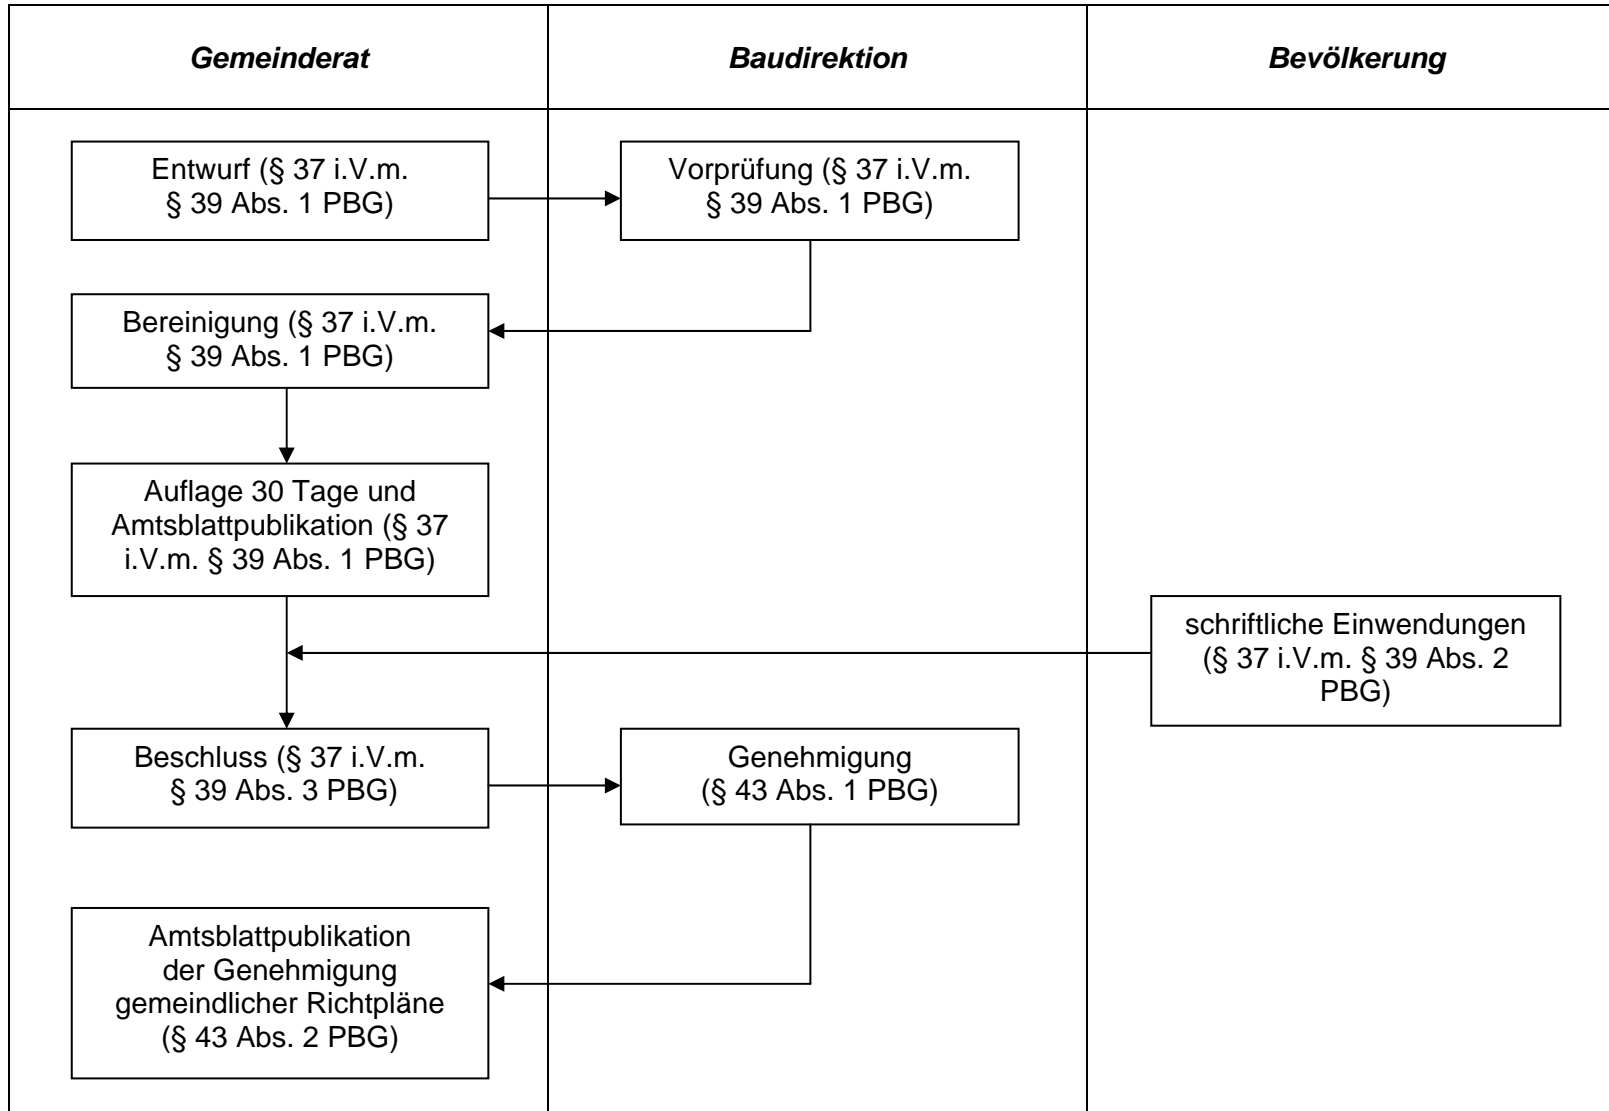 Gemeinderat
Baudirektion
Bevölkerung
Entwurf (§ 37 i.V.m.
§ 39 Abs. 1 PBG)
Vorprüfung (§ 37 i.V.m.
§ 39 Abs. 1 PBG)
Bereinigung (§ 37 i.V.m.
§ 39 Abs. 1 PBG)
Auflage 30 Tage und
Amtsblattpublikation (§ 37
i.V.m. § 39 Abs. 1 PBG)
schriftliche Einwendungen
(§ 37 i.V.m. § 39 Abs. 2
PBG)
Beschluss (§ 37 i.V.m.
§ 39 Abs. 3 PBG)
Genehmigung
(§ 43 Abs. 1 PBG)
Amtsblattpublikation
der Genehmigung
gemeindlicher Richtpläne
(§ 43 Abs. 2 PBG)